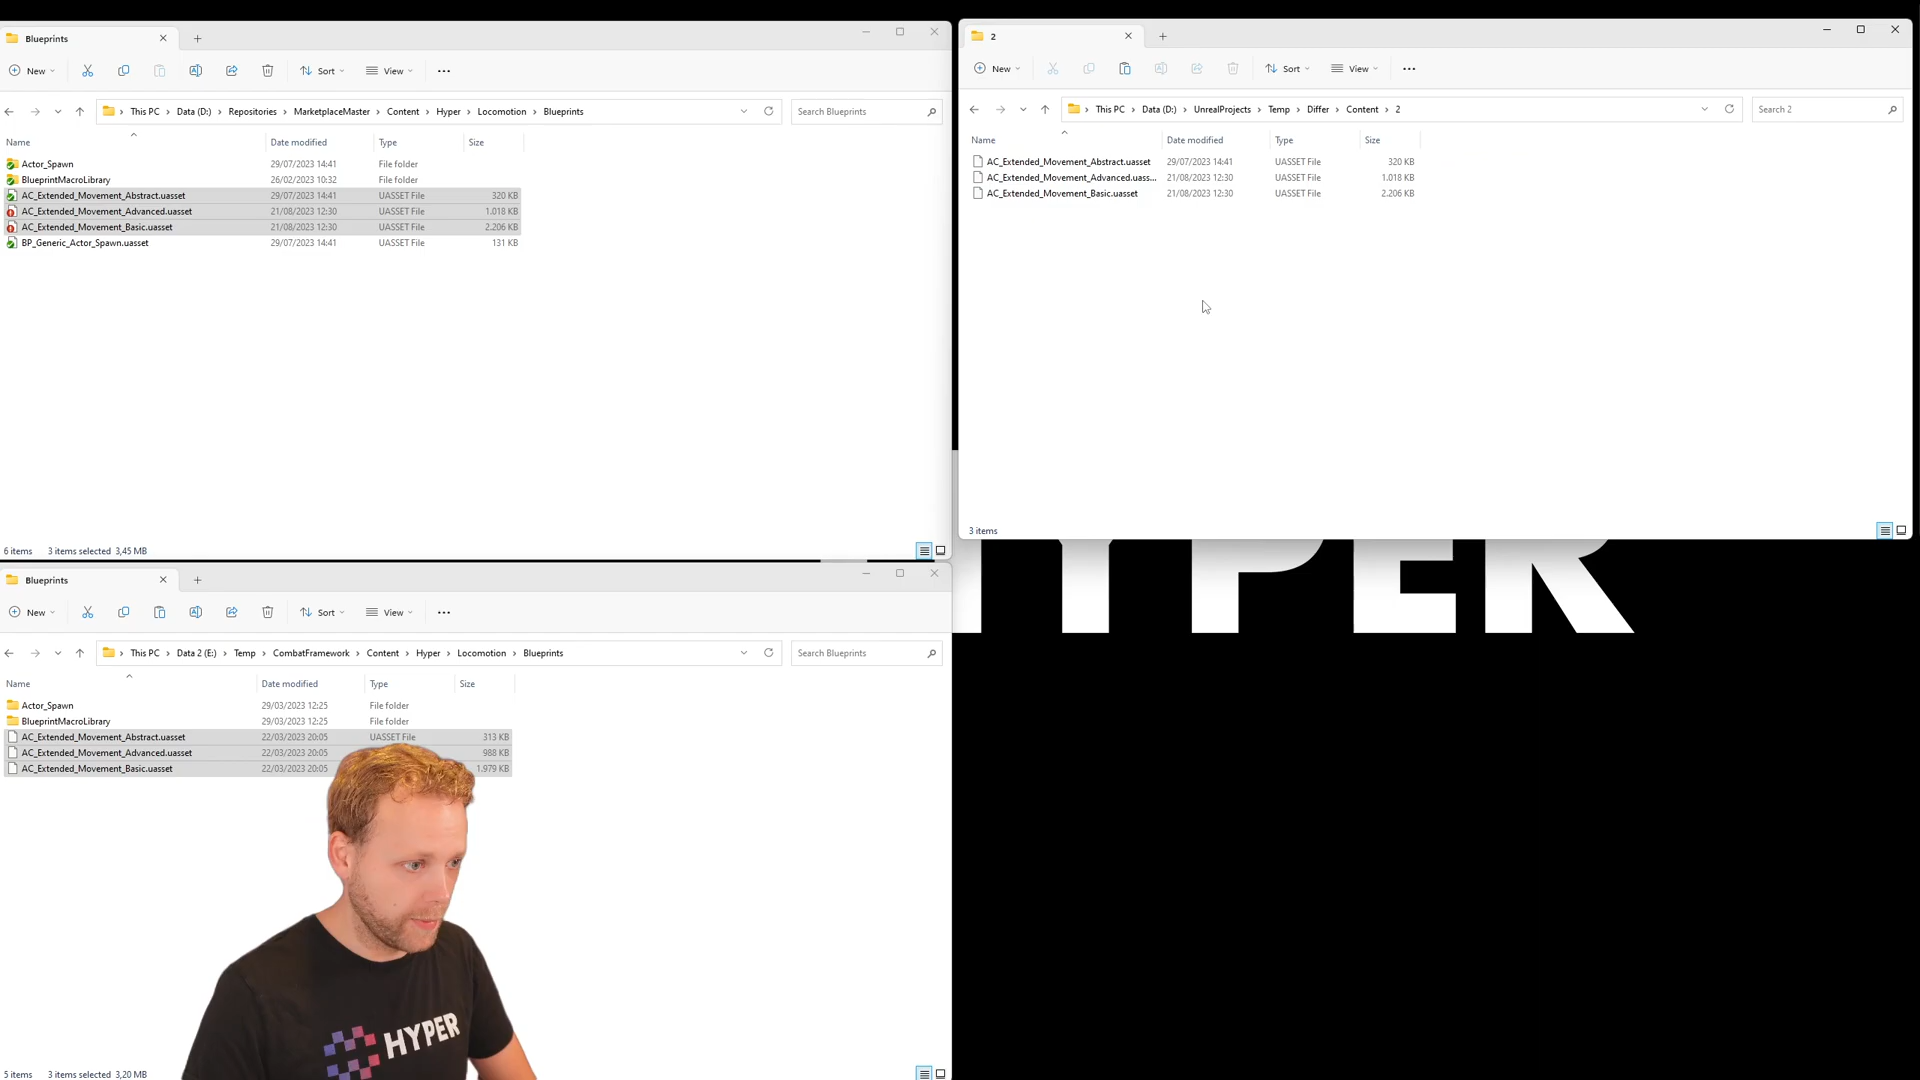 Blueprints
New Sort View
This PC Data (D:) Repositories MarketplaceMaster Content Hyper Locomotion Blueprints Search Blueprints
Name Date modified Type Size
Actor_Spawn 29/07/2023 14:41 File folder
BlueprintMacroLibrary 26/02/2023 10:32 File folder
AC_Extended_Movement_Abstract.uasset 29/07/2023 14:41 UASSET File 320 KB
AC_Extended_Movement_Advanced.uasset 21/08/2023 12:30 UASSET File 1.018 KB
AC_Extended_Movement_Basic.uasset 21/08/2023 12:30 UASSET File 2.206 KB
BP_Generic_Actor_Spawn.uasset 29/07/2023 14:41 UASSET File 131 KB
6 items 3 items selected 3,45 MB
2
New Sort View
This PC Data (D:) UnrealProjects Temp Differ Content 2 Search 2
Name Date modified Type Size
AC_Extended_Movement_Abstract.uasset 29/07/2023 14:41 UASSET File 320 KB
AC_Extended_Movement_Advanced.uass... 21/08/2023 12:30 UASSET File 1.018 KB
AC_Extended_Movement_Basic.uasset 21/08/2023 12:30 UASSET File 2.206 KB
3 items
HYPER
Blueprints
New Sort View
This PC Data 2 (E:) Temp CombatFramework Content Hyper Locomotion Blueprints Search Blueprints
Name Date modified Type Size
Actor_Spawn 29/03/2023 12:25 File folder
BlueprintMacroLibrary 29/03/2023 12:25 File folder
AC_Extended_Movement_Abstract.uasset 22/03/2023 20:05 UASSET File 313 KB
AC_Extended_Movement_Advanced.uasset 22/03/2023 20:05 988 KB
AC_Extended_Movement_Basic.uasset 22/03/2023 20:05 1.979 KB
HYPER
5 items 3 items selected 3,20 MB